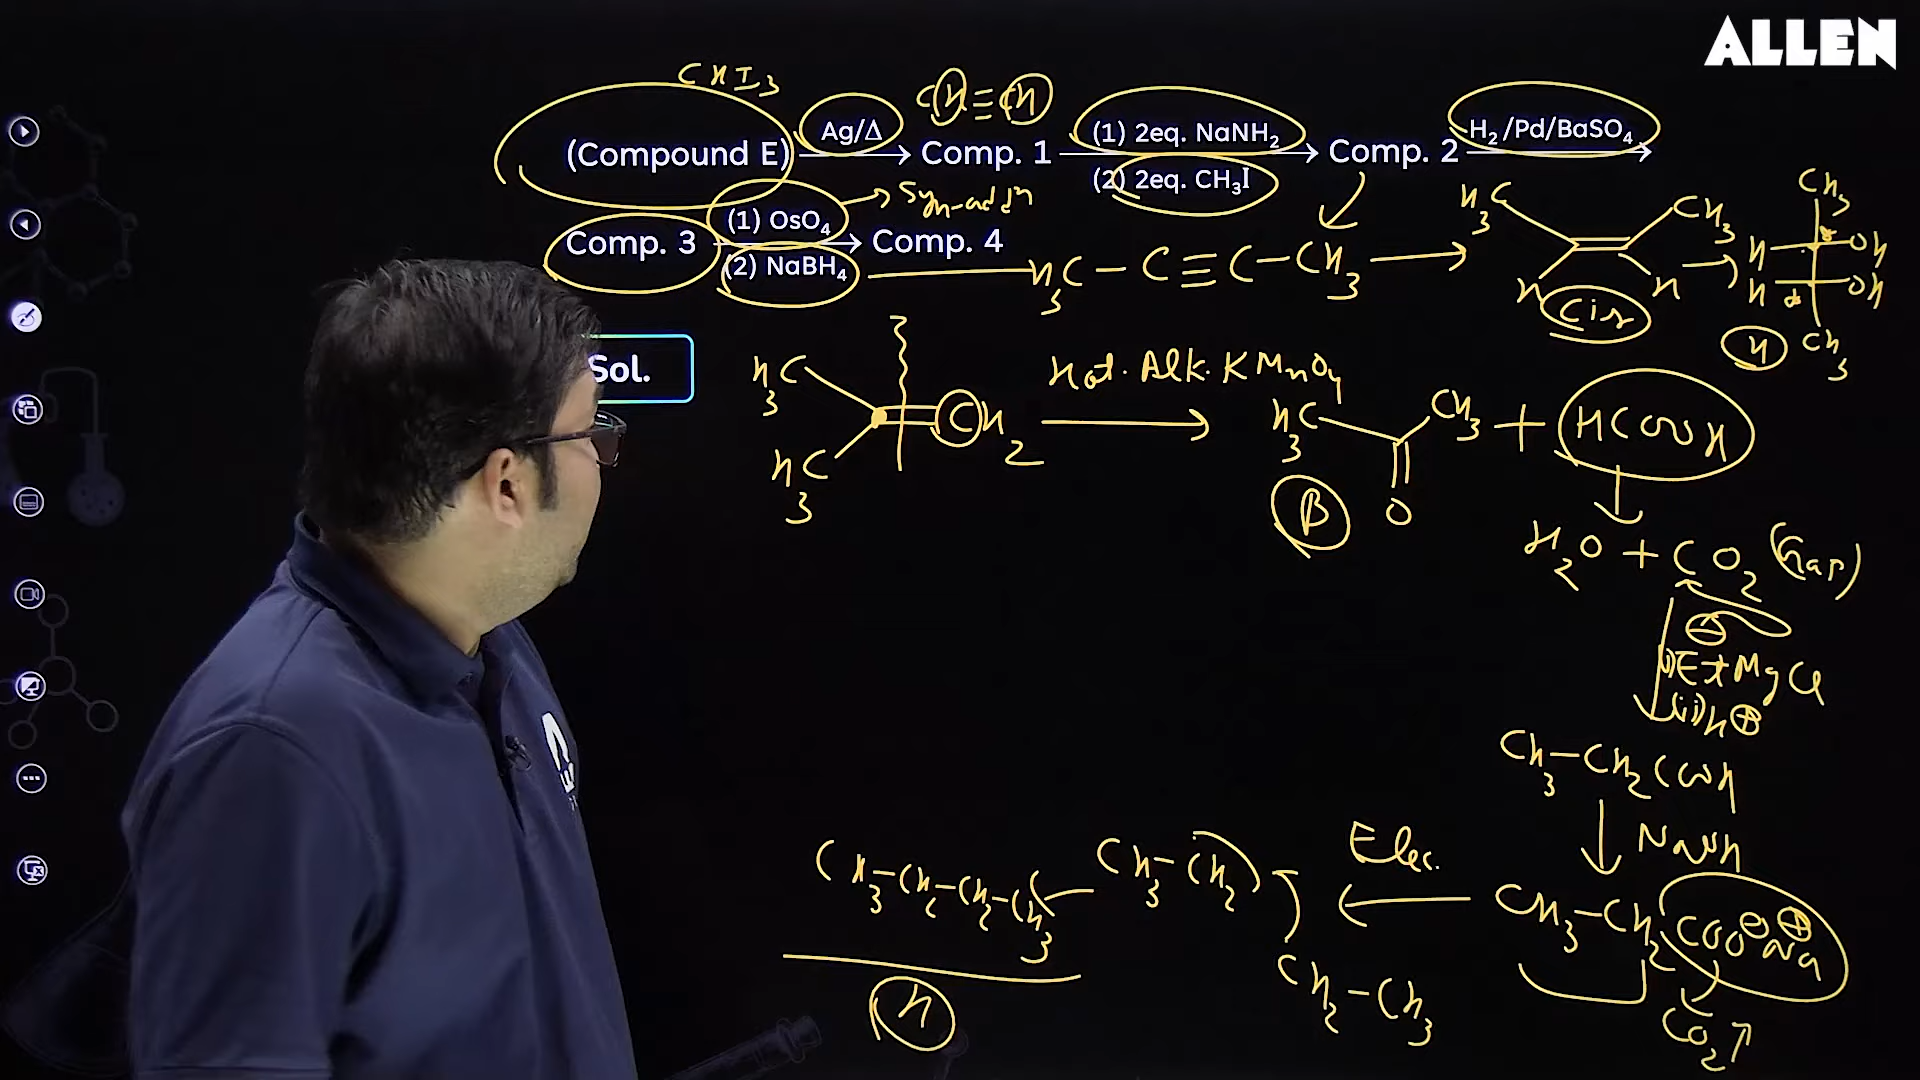 ALLEN
CHI3
CH≡CH
(Compound E) Ag/Δ Comp. 1 (1) 2eq. NaNH2 (2) 2eq. CH3I Comp. 2 H2/Pd/BaSO4
Comp. 3 (1) OsO4 (2) NaBH4 Comp. 4
Syn-addn
H3C-C≡C-CH3
H3C CH3
H H
Cis
CH3
H OH
H OH
CH3
Sol.
H3C
H3C
CH2
Hot. Alk. KMnO4
H3C CH3 + HCOOH
O
B
H2O + CO2 (Gas)
(i) EtMgCl
(ii) H⊕
CH3-CH2COOH
NaOH
CH3-CH2COO⊖Na⊕
CO2↑
Elec.
CH3-CH2
CH2-CH3
CH3-CH2-CH2-CH3